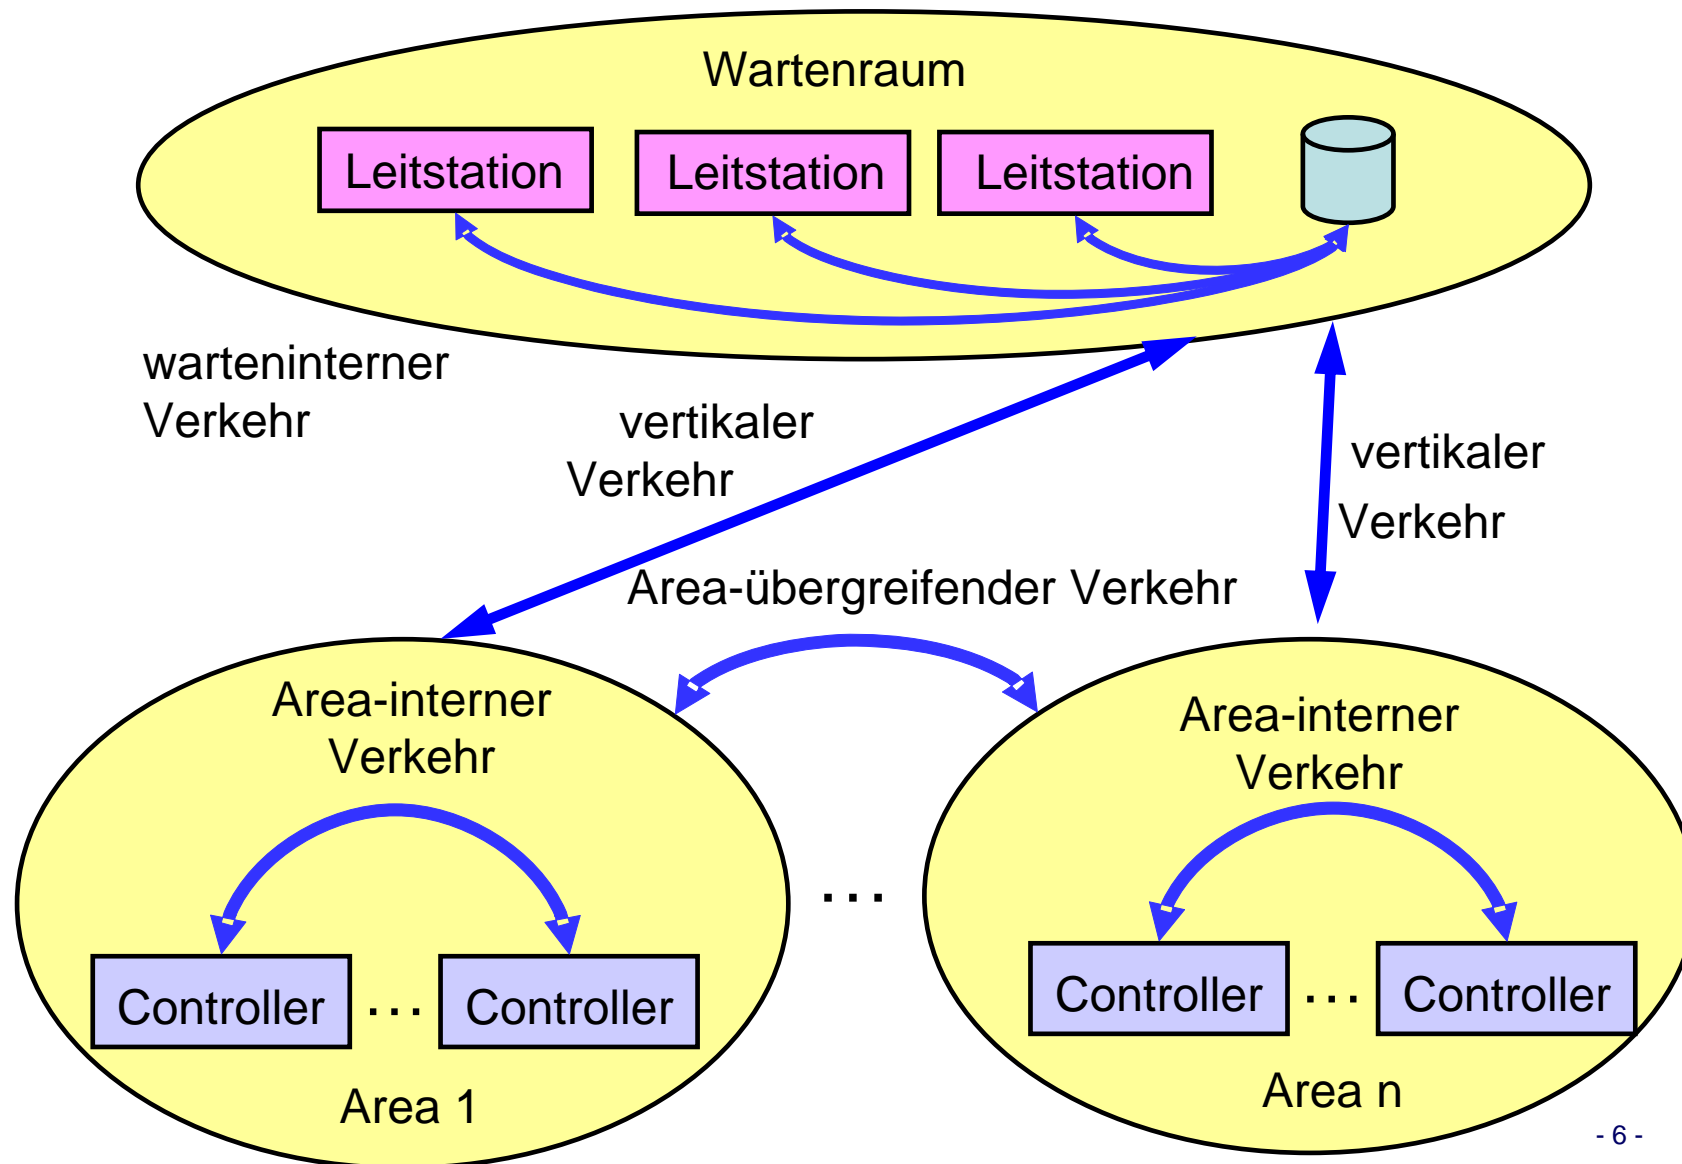 Wartenraum
Leitstation
Leitstation
Leitstation
warteninterner
Verkehr
vertikaler
Verkehr
vertikaler
Verkehr
Area-übergreifender Verkehr
Area-interner
Verkehr
Area-interner
Verkehr
...
Controller
...
Controller
Controller
...
Controller
Area 1
Area n
- 6 -